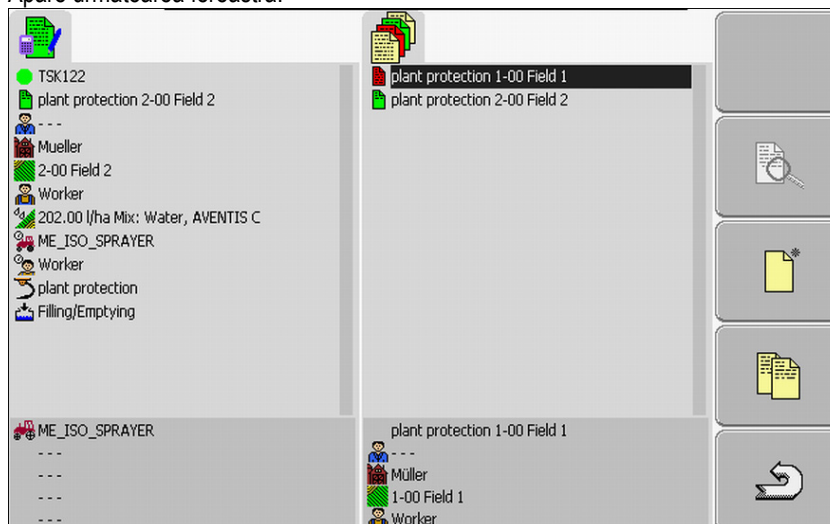 Apare următoarea fereastră:
TSK122
plant protection 2-00 Field 2
---
Mueller
2-00 Field 2
Worker
202.00 l/ha Mix: Water, AVENTIS C
ME_ISO_SPRAYER
Worker
plant protection
Filling/Emptying
ME_ISO_SPRAYER
---
---
---
---
plant protection 1-00 Field 1
plant protection 2-00 Field 2
plant protection 1-00 Field 1
---
Müller
1-00 Field 1
Worker